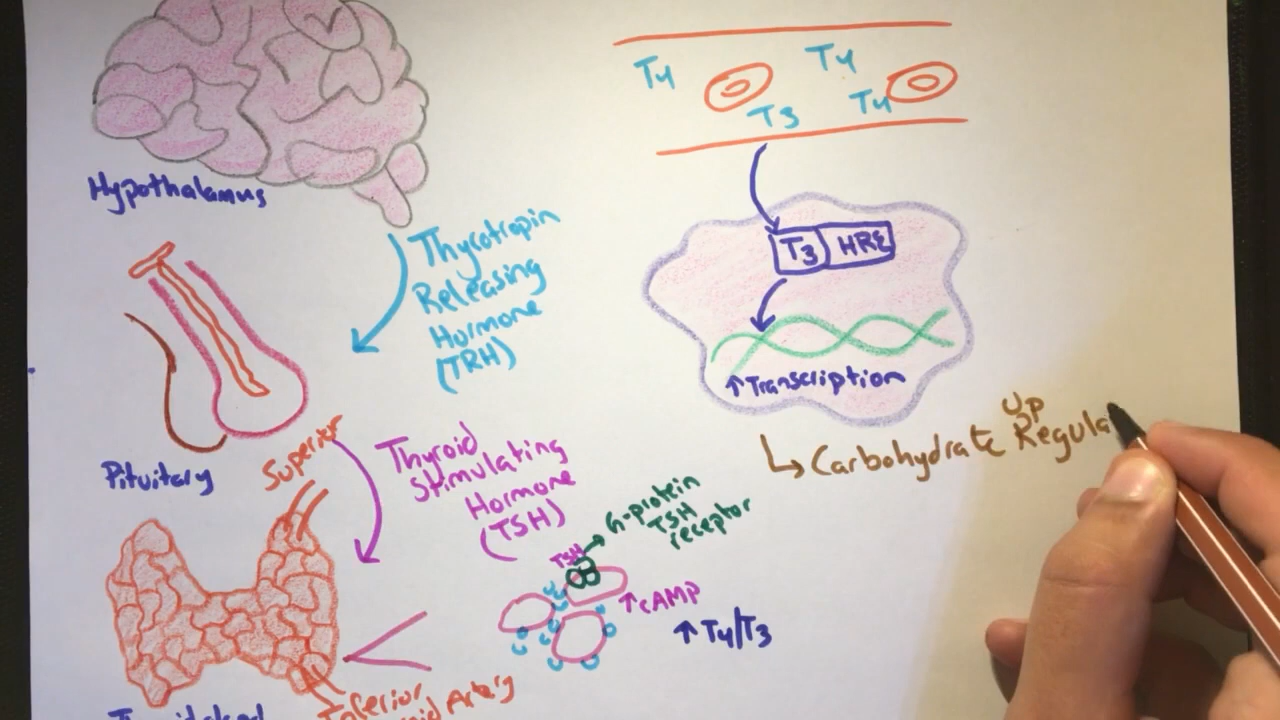 Hypothalamus
Thyrotropin
Releasing
Hormone
(TRH)
Pituitary
Superior
Thyroid
Stimulating
Hormone
(TSH)
TSH
G-protein
TSH
receptor
↑cAMP
↑ T4/T3
Inferior
Artery
T4
T4
T3
T4
T3 HRE
↑Transcription
Up
Carbohydrate Regula